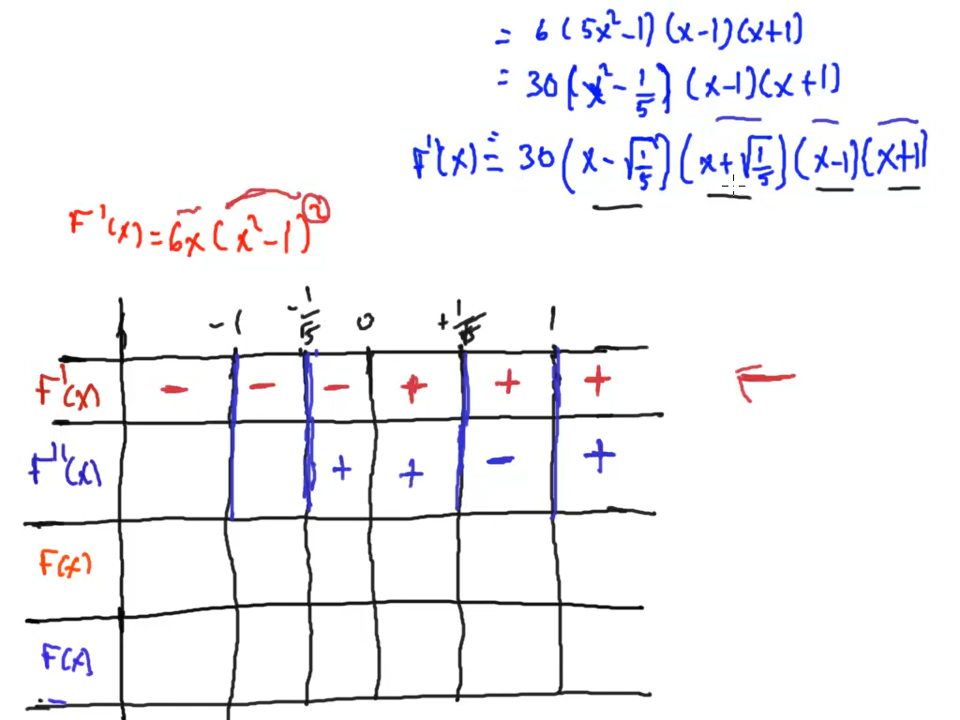 = 6 (5x²-1) (x-1)(x+1)
= 30 (x² - 1/5) (x-1)(x+1)
F'(x) = 30 (x - √1/5) (x + √1/5) (x-1)(x+1)
F'(x) = 6x (x²-1)²
-1 -1/√5 0 +1/√5 1
F'(x) - - - + + +
F''(x) + + - +
F(x)
F(x)